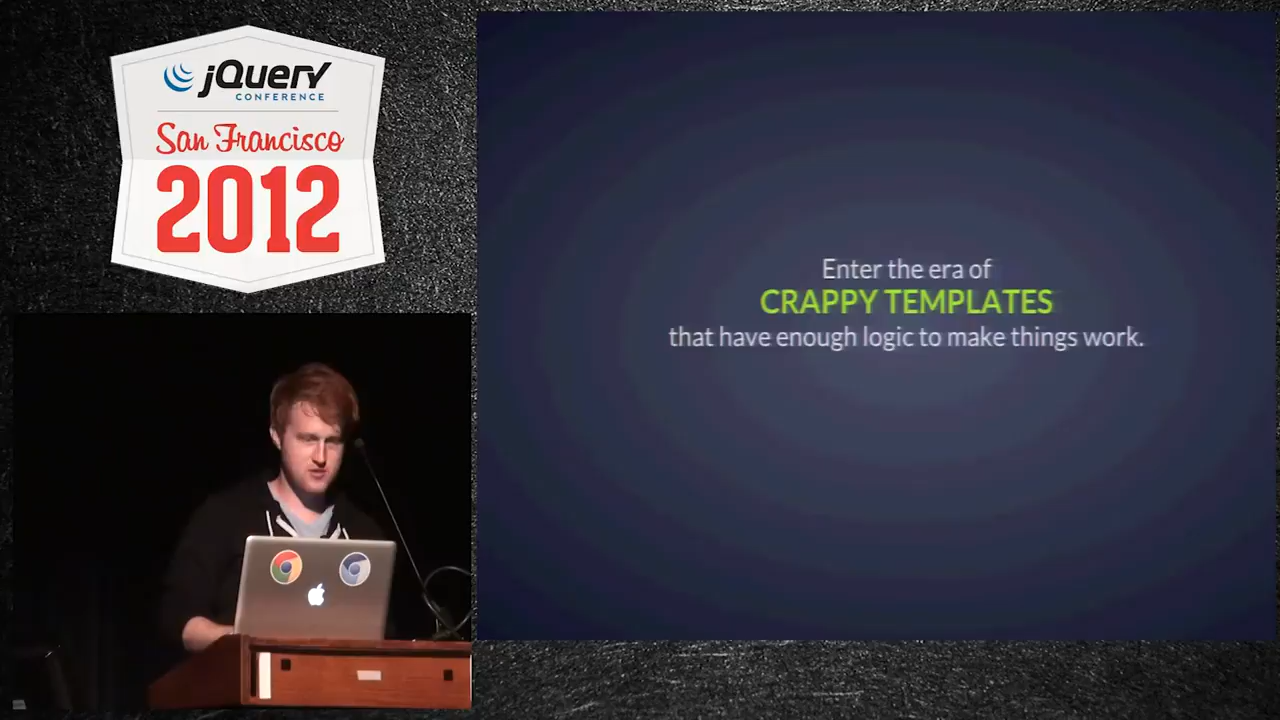 jQuery
CONFERENCE
San Francisco
2012
Enter the era of
CRAPPY TEMPLATES
that have enough logic to make things work.